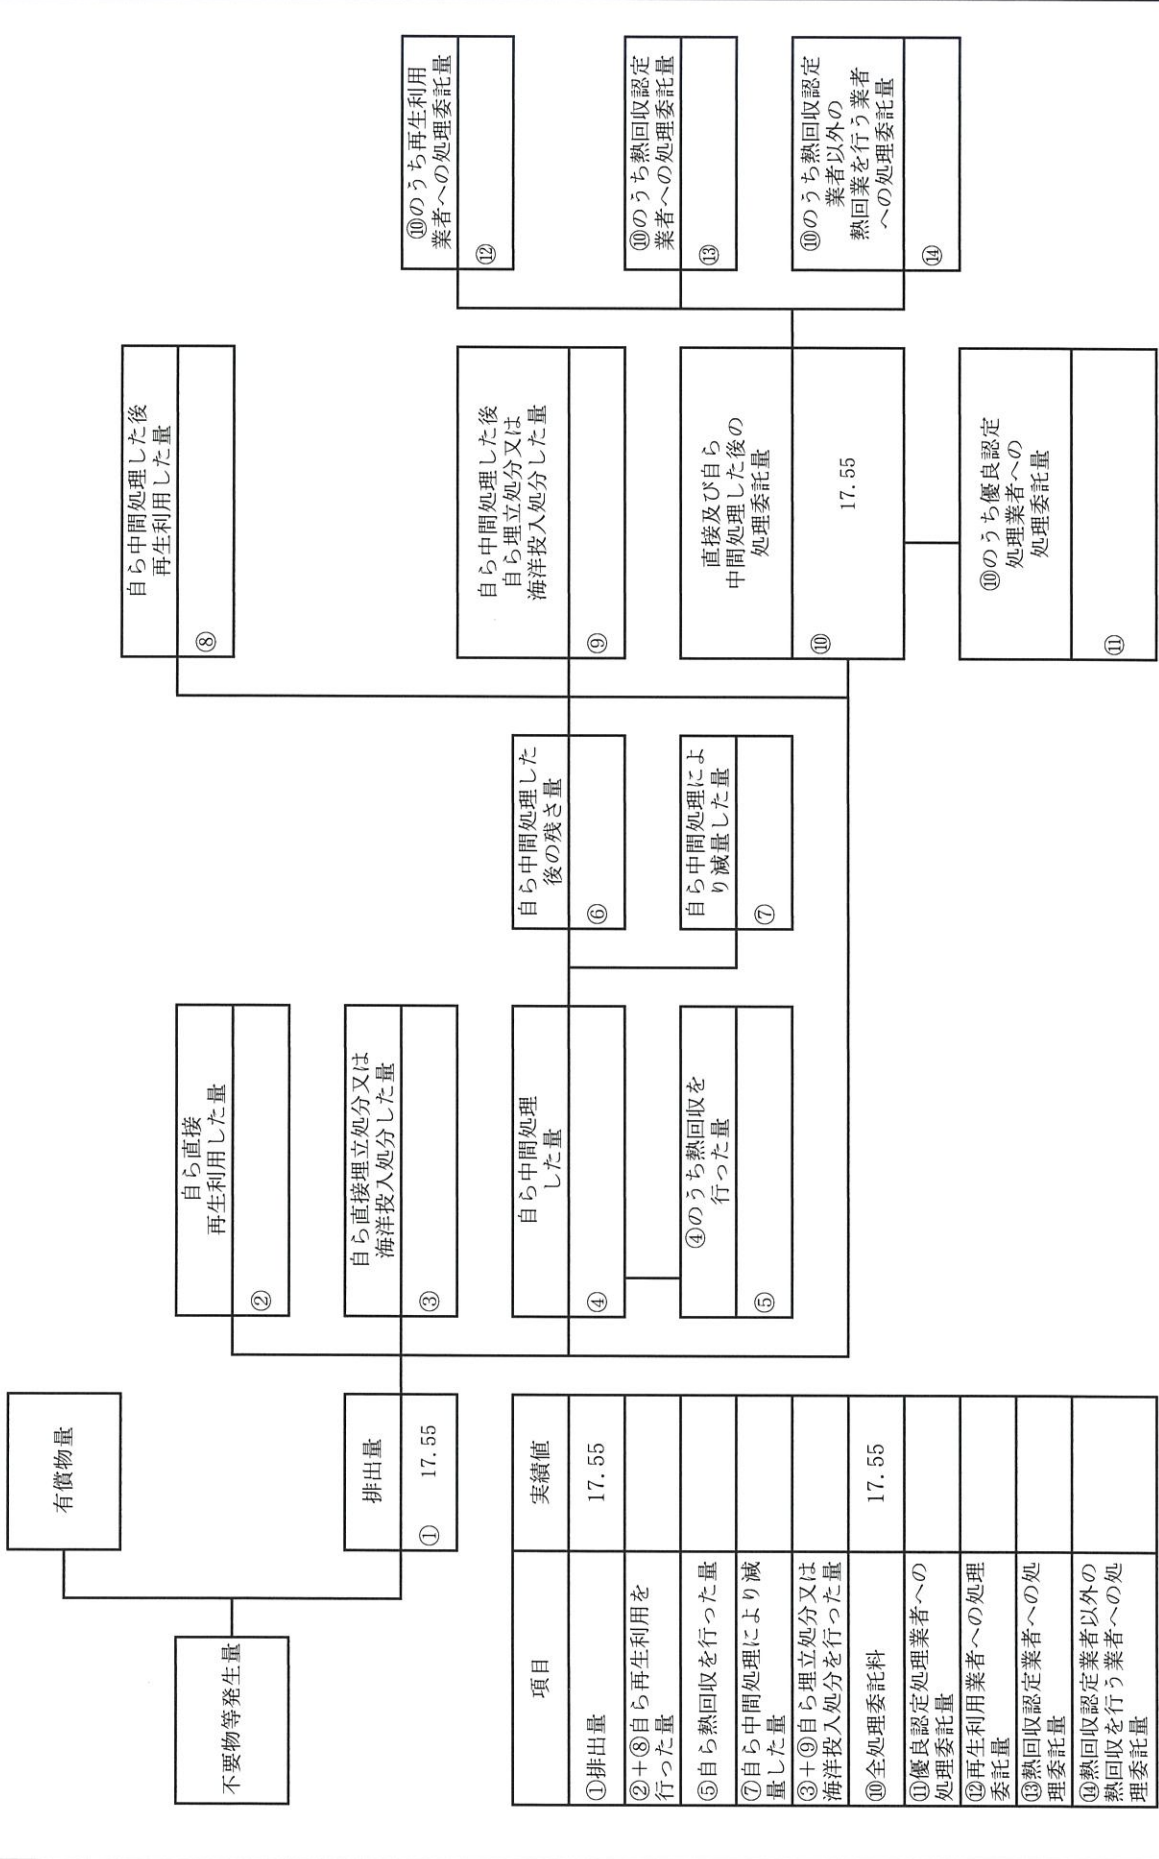 不要物等発生量
有償物量
排出量
① 17.55
自ら直接
再生利用した量
②
自ら直接埋立処分又は
海洋投入処分した量
③
自ら中間処理
した量
④
④のうち熱回収を
行った量
⑤
自ら中間処理した
後の残さ量
⑥
自ら中間処理によ
り減量した量
⑦
自ら中間処理した後
再生利用した量
⑧
自ら中間処理した後
自ら埋立処分又は
海洋投入処分した量
⑨
直接及び自ら
中間処理した後の
処理委託量
⑩ 17.55
⑩のうち優良認定
処理業者への
処理委託量
⑪
⑩のうち再生利用
業者への処理委託量
⑫
⑩のうち熱回収認定
業者への処理委託量
⑬
⑩のうち熱回収認定
業者以外の
熱回業を行う業者
への処理委託量
⑭
項目 実績値
①排出量 17.55
②+⑧自ら再生利用を
行った量
⑤自ら熱回収を行った量
⑦自ら中間処理により減
量した量
③+⑨自ら埋立処分又は
海洋投入処分を行った量
⑩全処理委託料 17.55
⑪優良認定処理業者への
処理委託量
⑫再生利用業者への処理
委託量
⑬熱回収認定業者への処
理委託量
⑭熱回収認定業者以外の
熱回収を行う業者への処
理委託量